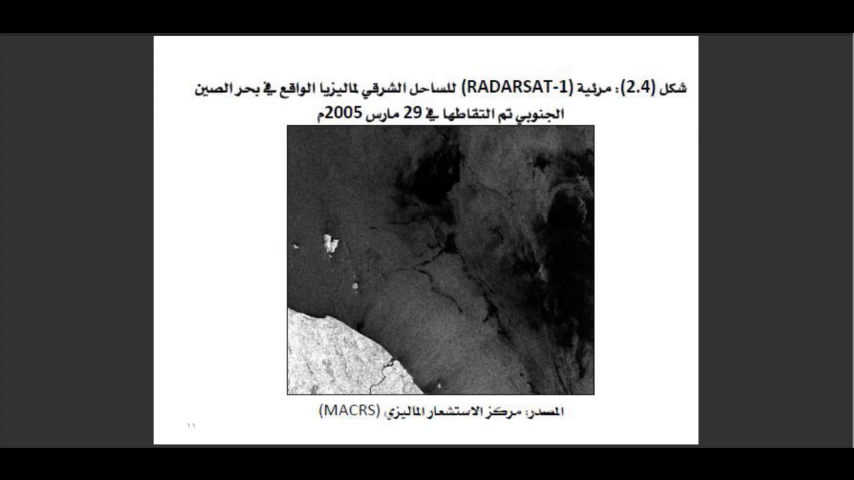 شكل (2.4): مرئية (RADARSAT-1) للساحل الشرقي لماليزيا الواقع في بحر الصين
الجنوبي تم التقاطها في 29 مارس 2005م
المصدر: مركز الاستشعار الماليزي (MACRS)
١١